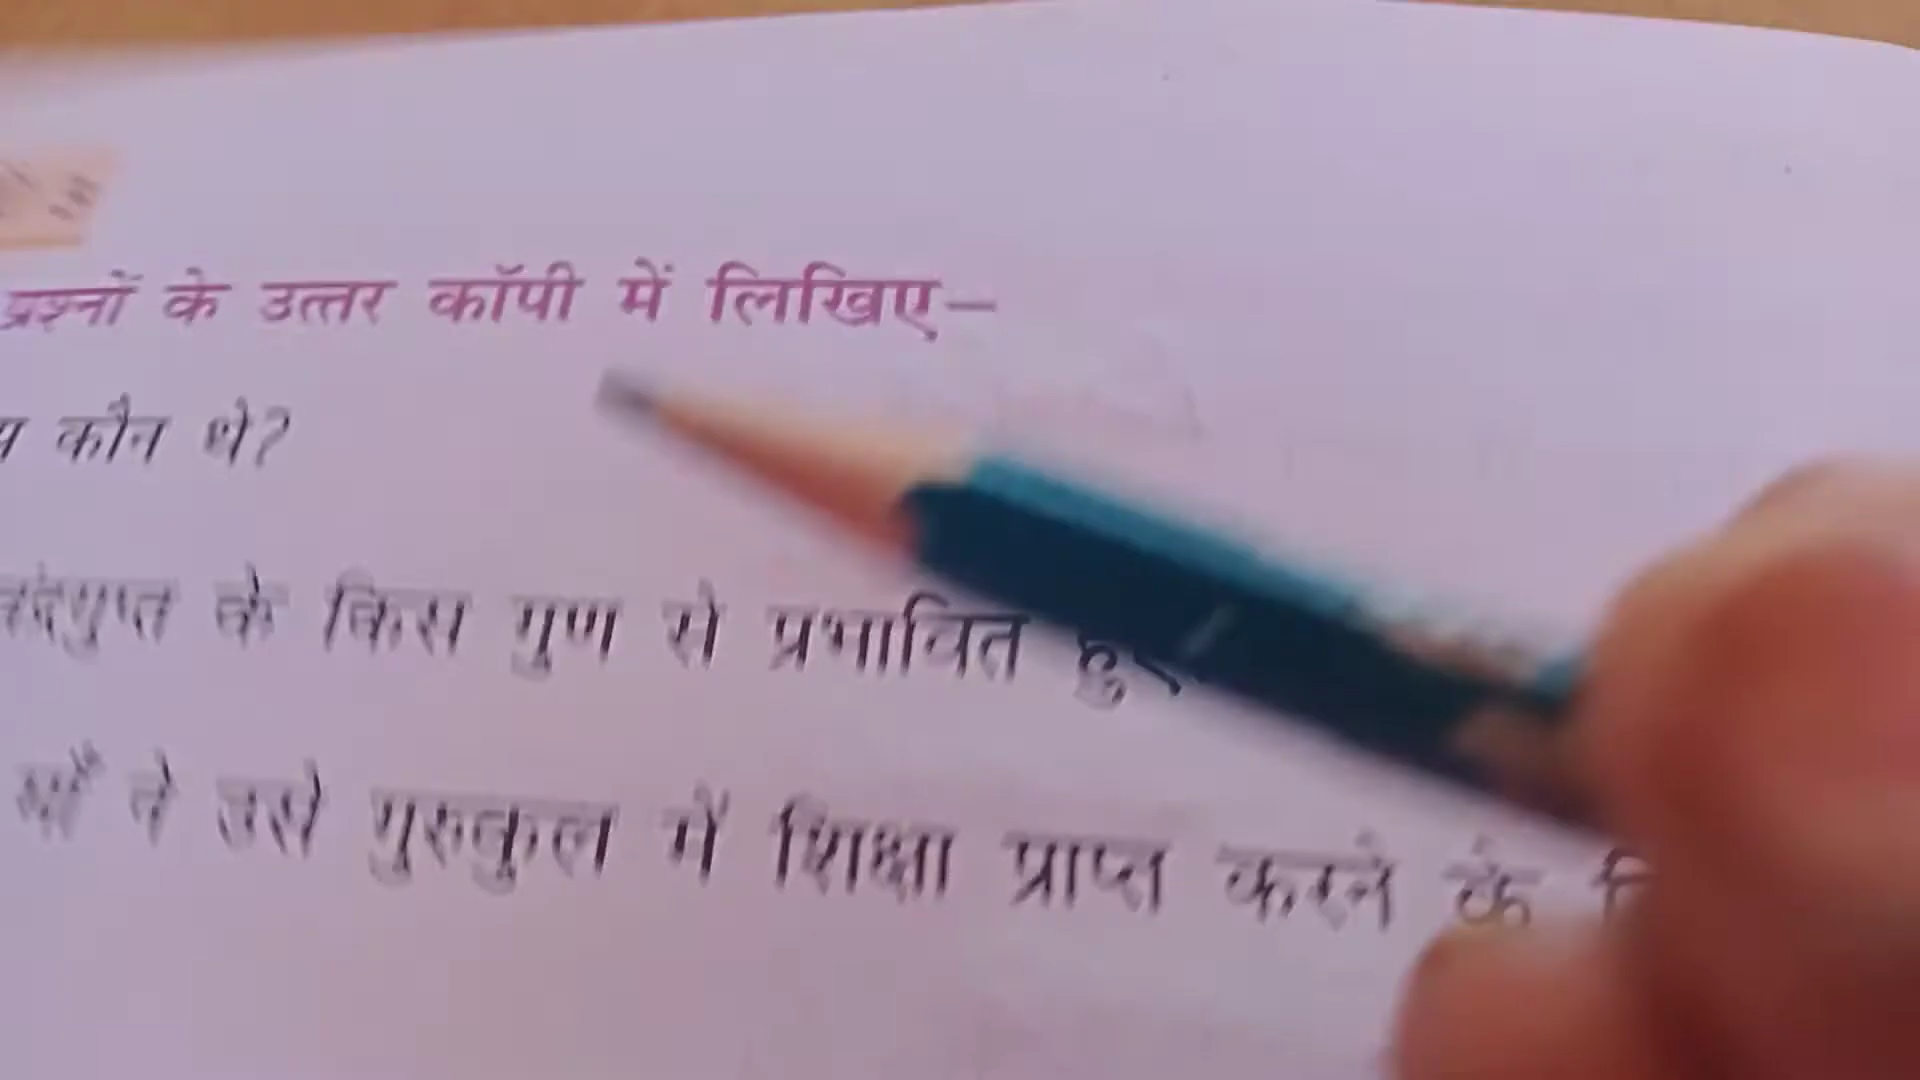 प्रश्नों के उत्तर कॉपी में लिखिए–
कौन थे?
के किस गुण से प्रभावित
माँ ने उसे गुरुकुल में शिक्षा प्राप्त करने के